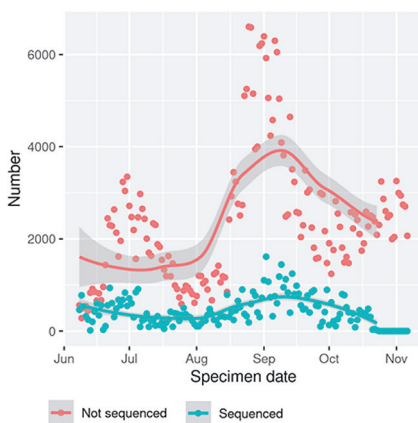 6000
4000
2000
0
Number
Jun Jul Aug Sep Oct Nov
Specimen date
Not sequenced Sequenced